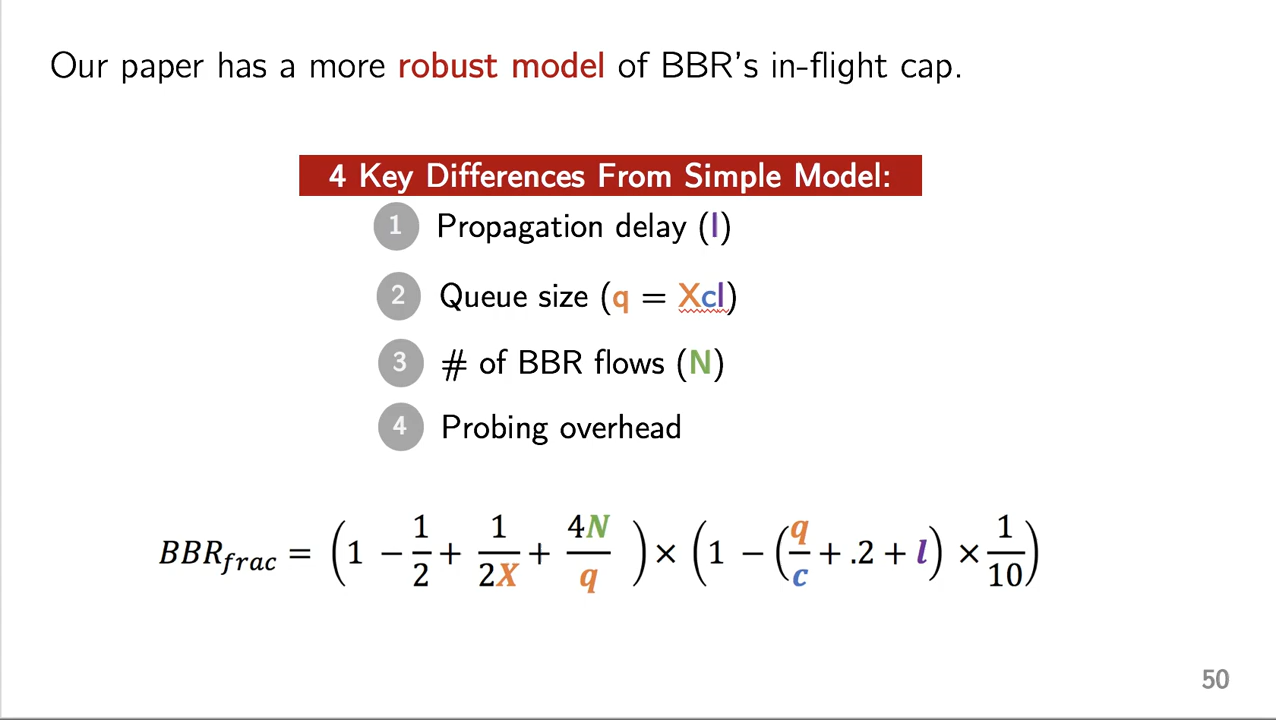 Our paper has a more robust model of BBR's in-flight cap.
4 Key Differences From Simple Model:
1 Propagation delay (l)
2 Queue size (q = Xcl)
3 # of BBR flows (N)
4 Probing overhead
BBR_frac = (1 − 1/2 + 1/2X + 4N/q) × (1 − (q/c + .2 + l) × 1/10)
50